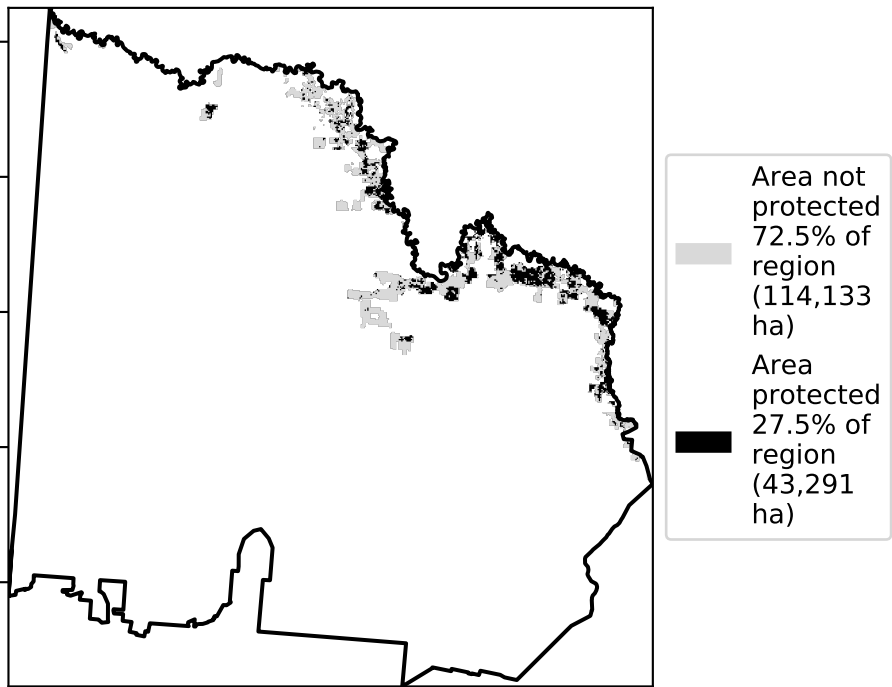 Area not
protected
72.5% of
region
(114,133
ha)
Area
protected
27.5% of
region
(43,291
ha)